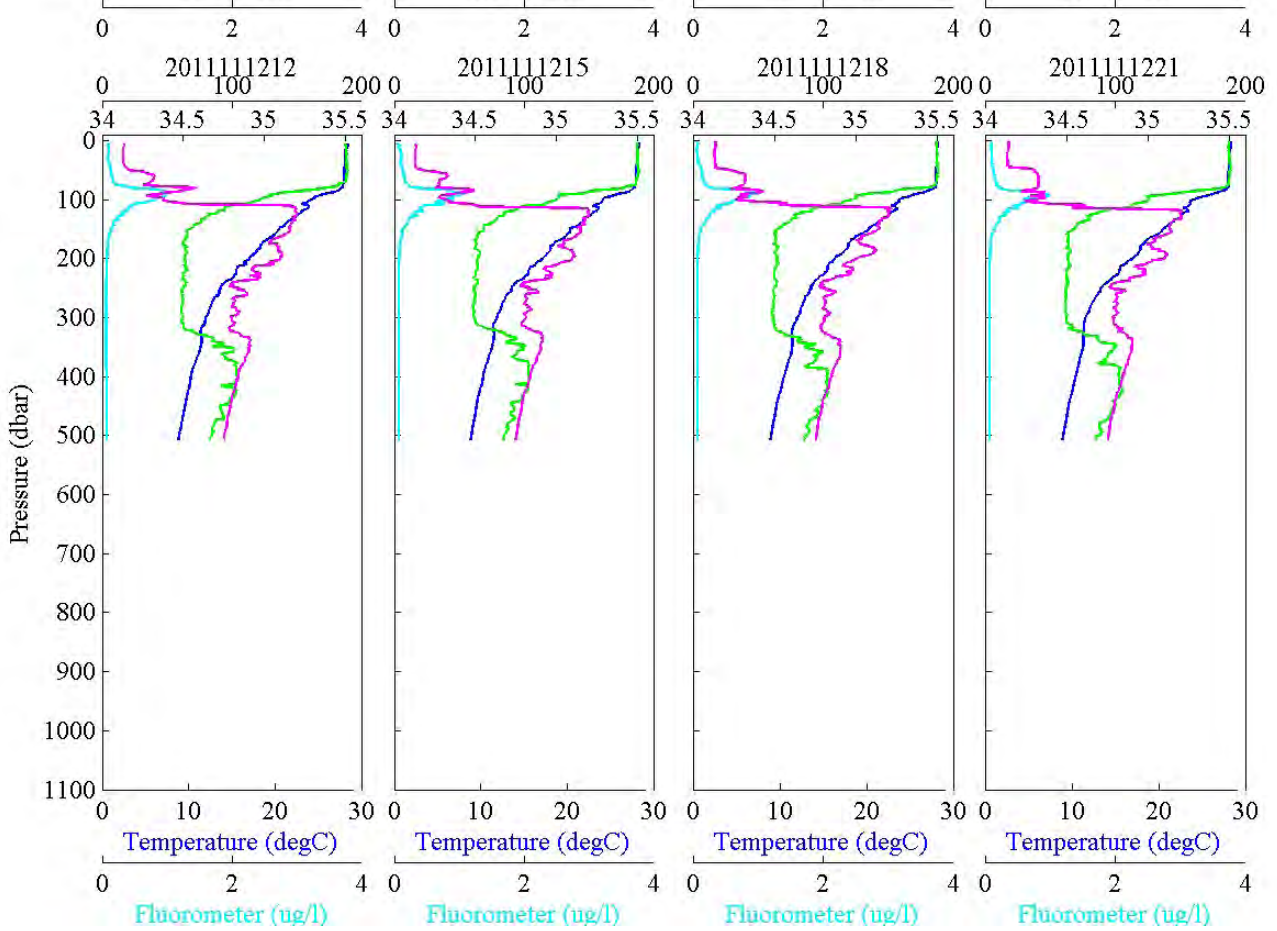 0 2 4 0 2 4 0 2 4 0 2 4
2011111212 2011111215 2011111218 2011111221
0 100 200 0 100 200 0 100 200 0 100 200
34 34.5 35 35.5 34 34.5 35 35.5 34 34.5 35 35.5 34 34.5 35 35.5
0
100
200
300
400
500
600
700
800
900
1000
1100
Pressure (dbar)
0 10 20 30 0 10 20 30 0 10 20 30 0 10 20 30
Temperature (degC) Temperature (degC) Temperature (degC) Temperature (degC)
0 2 4 0 2 4 0 2 4 0 2 4
Fluorometer (ug/l) Fluorometer (ug/l) Fluorometer (ug/l) Fluorometer (ug/l)